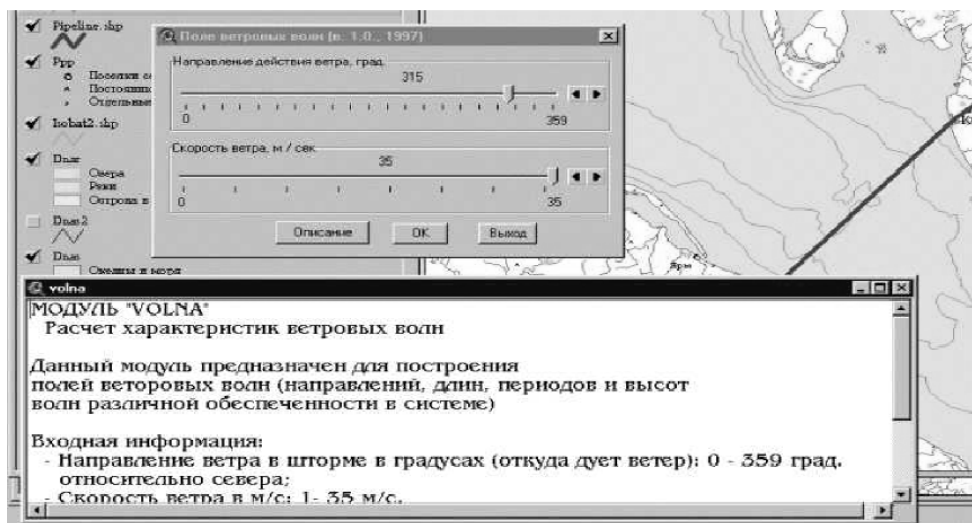 Pipeline.shp
Ppp
Поселки
Отдельные
Isobat2.shp
Озера
Реки
Острова в
Поле ветровых волн (в. 1.0., 1997)
Направление действия ветра, град.
315
0 359
Скорость ветра, м / сек.
35
0 35
Описание OK Выход
volna
МОДУЛЬ "VOLNA"
Расчет характеристик ветровых волн
Данный модуль предназначен для построения
полей веторовых волн (направлений, длин, периодов и высот
волн различной обеспеченности в системе)
Входная информация:
- Направление ветра в шторме в градусах (откуда дует ветер): 0 - 359 град.
относительно севера;
- Скорость ветра в м/с: 1- 35 м/с.